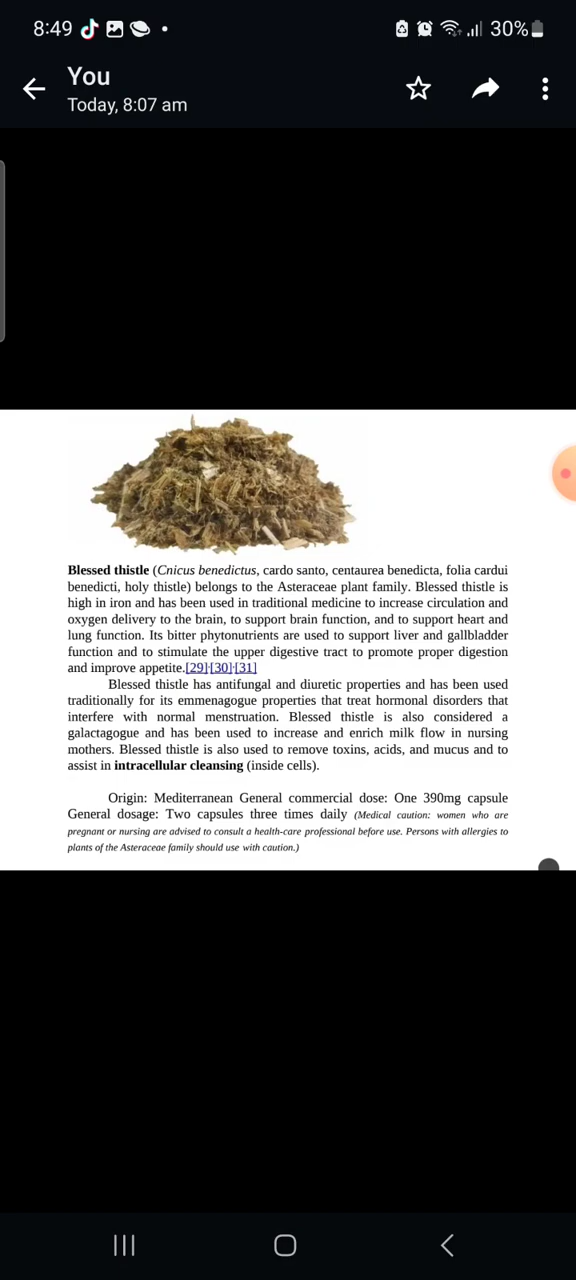 8:49
30%
You
Today, 8:07 am
Blessed thistle (Cnicus benedictus, cardo santo, centaurea benedicta, folia cardui
benedicti, holy thistle) belongs to the Asteraceae plant family. Blessed thistle is
high in iron and has been used in traditional medicine to increase circulation and
oxygen delivery to the brain, to support brain function, and to support heart and
lung function. Its bitter phytonutrients are used to support liver and gallbladder
function and to stimulate the upper digestive tract to promote proper digestion
and improve appetite.[29],[30],[31]
Blessed thistle has antifungal and diuretic properties and has been used
traditionally for its emmenagogue properties that treat hormonal disorders that
interfere with normal menstruation. Blessed thistle is also considered a
galactagogue and has been used to increase and enrich milk flow in nursing
mothers. Blessed thistle is also used to remove toxins, acids, and mucus and to
assist in intracellular cleansing (inside cells).
Origin: Mediterranean General commercial dose: One 390mg capsule
General dosage: Two capsules three times daily (Medical caution: women who are
pregnant or nursing are advised to consult a health-care professional before use. Persons with allergies to
plants of the Asteraceae family should use with caution.)